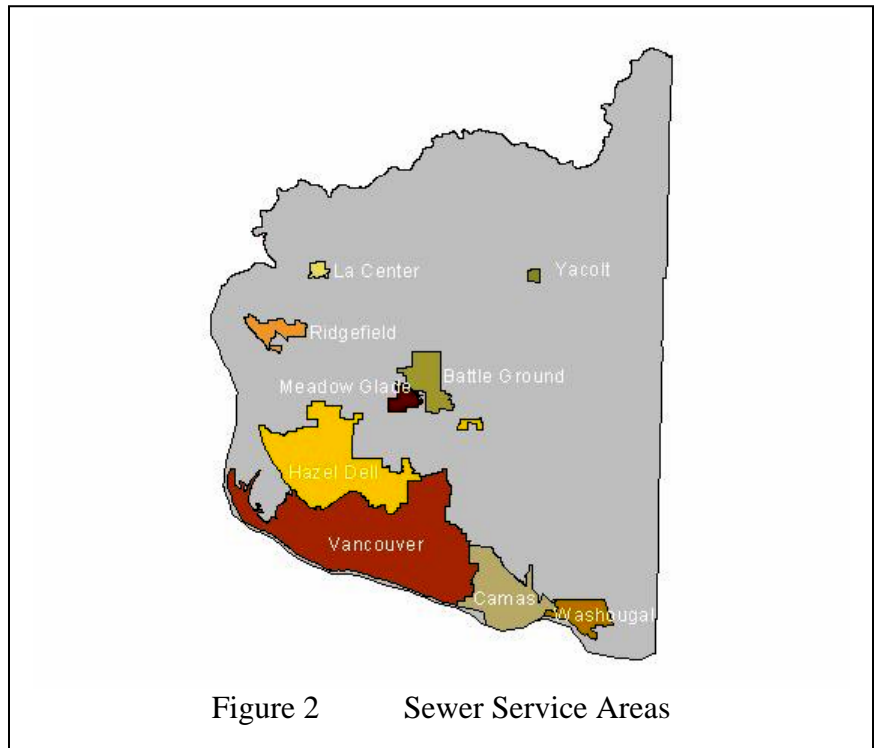 La Center
Yacolt
Ridgefield
Battle Ground
Meadow Glade
Hazel Dell
Vancouver
Camas
Washougal
Figure 2 Sewer Service Areas